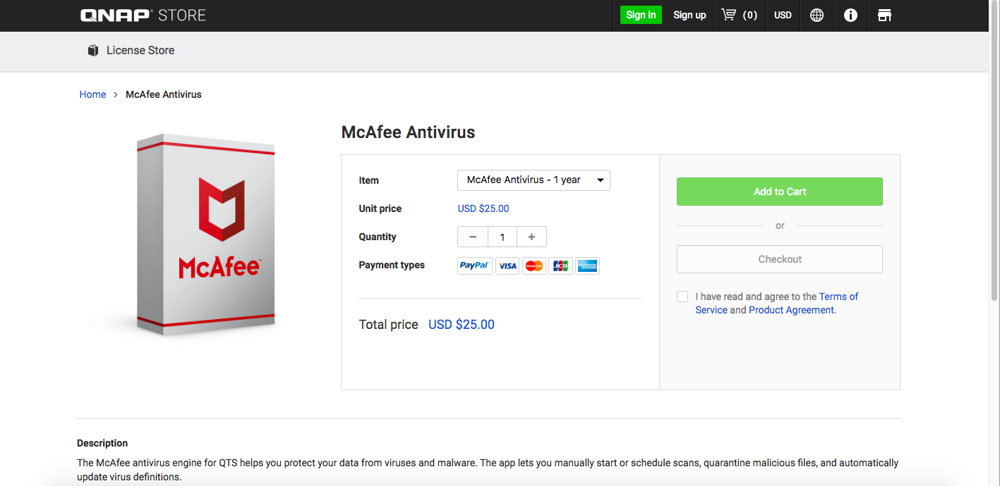 QNAP STORE
Sign in
Sign up
(0)
USD
License Store
Home > McAfee Antivirus
McAfee™
McAfee Antivirus
Item
McAfee Antivirus - 1 year
Unit price
USD $25.00
Quantity
− 1 +
Payment types
PayPal VISA MasterCard JCB AMERICAN EXPRESS
Total price USD $25.00
Add to Cart
or
Checkout
I have read and agree to the Terms of
Service and Product Agreement.
Description
The McAfee antivirus engine for QTS helps you protect your data from viruses and malware. The app lets you manually start or schedule scans, quarantine malicious files, and automatically
update virus definitions.